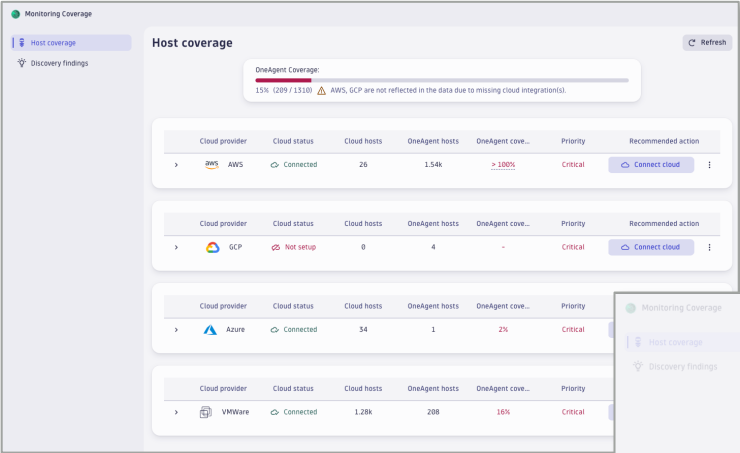 Monitoring Coverage
Host coverage
Discovery findings
Host coverage
Refresh
OneAgent Coverage:
15% (209 / 1310) AWS, GCP are not reflected in the data due to missing cloud integration(s).
Cloud provider Cloud status Cloud hosts OneAgent hosts OneAgent cove... Priority Recommended action
aws AWS Connected 26 1.54k > 100% Critical Connect cloud
Cloud provider Cloud status Cloud hosts OneAgent hosts OneAgent cove... Priority Recommended action
GCP Not setup 0 4 - Critical Connect cloud
Cloud provider Cloud status Cloud hosts OneAgent hosts OneAgent cove... Priority
Azure Connected 34 1 2% Critical
Cloud provider Cloud status Cloud hosts OneAgent hosts OneAgent cove... Priority
VMWare Connected 1.28k 208 16% Critical
Monitoring Coverage
Host coverage
Discovery findings